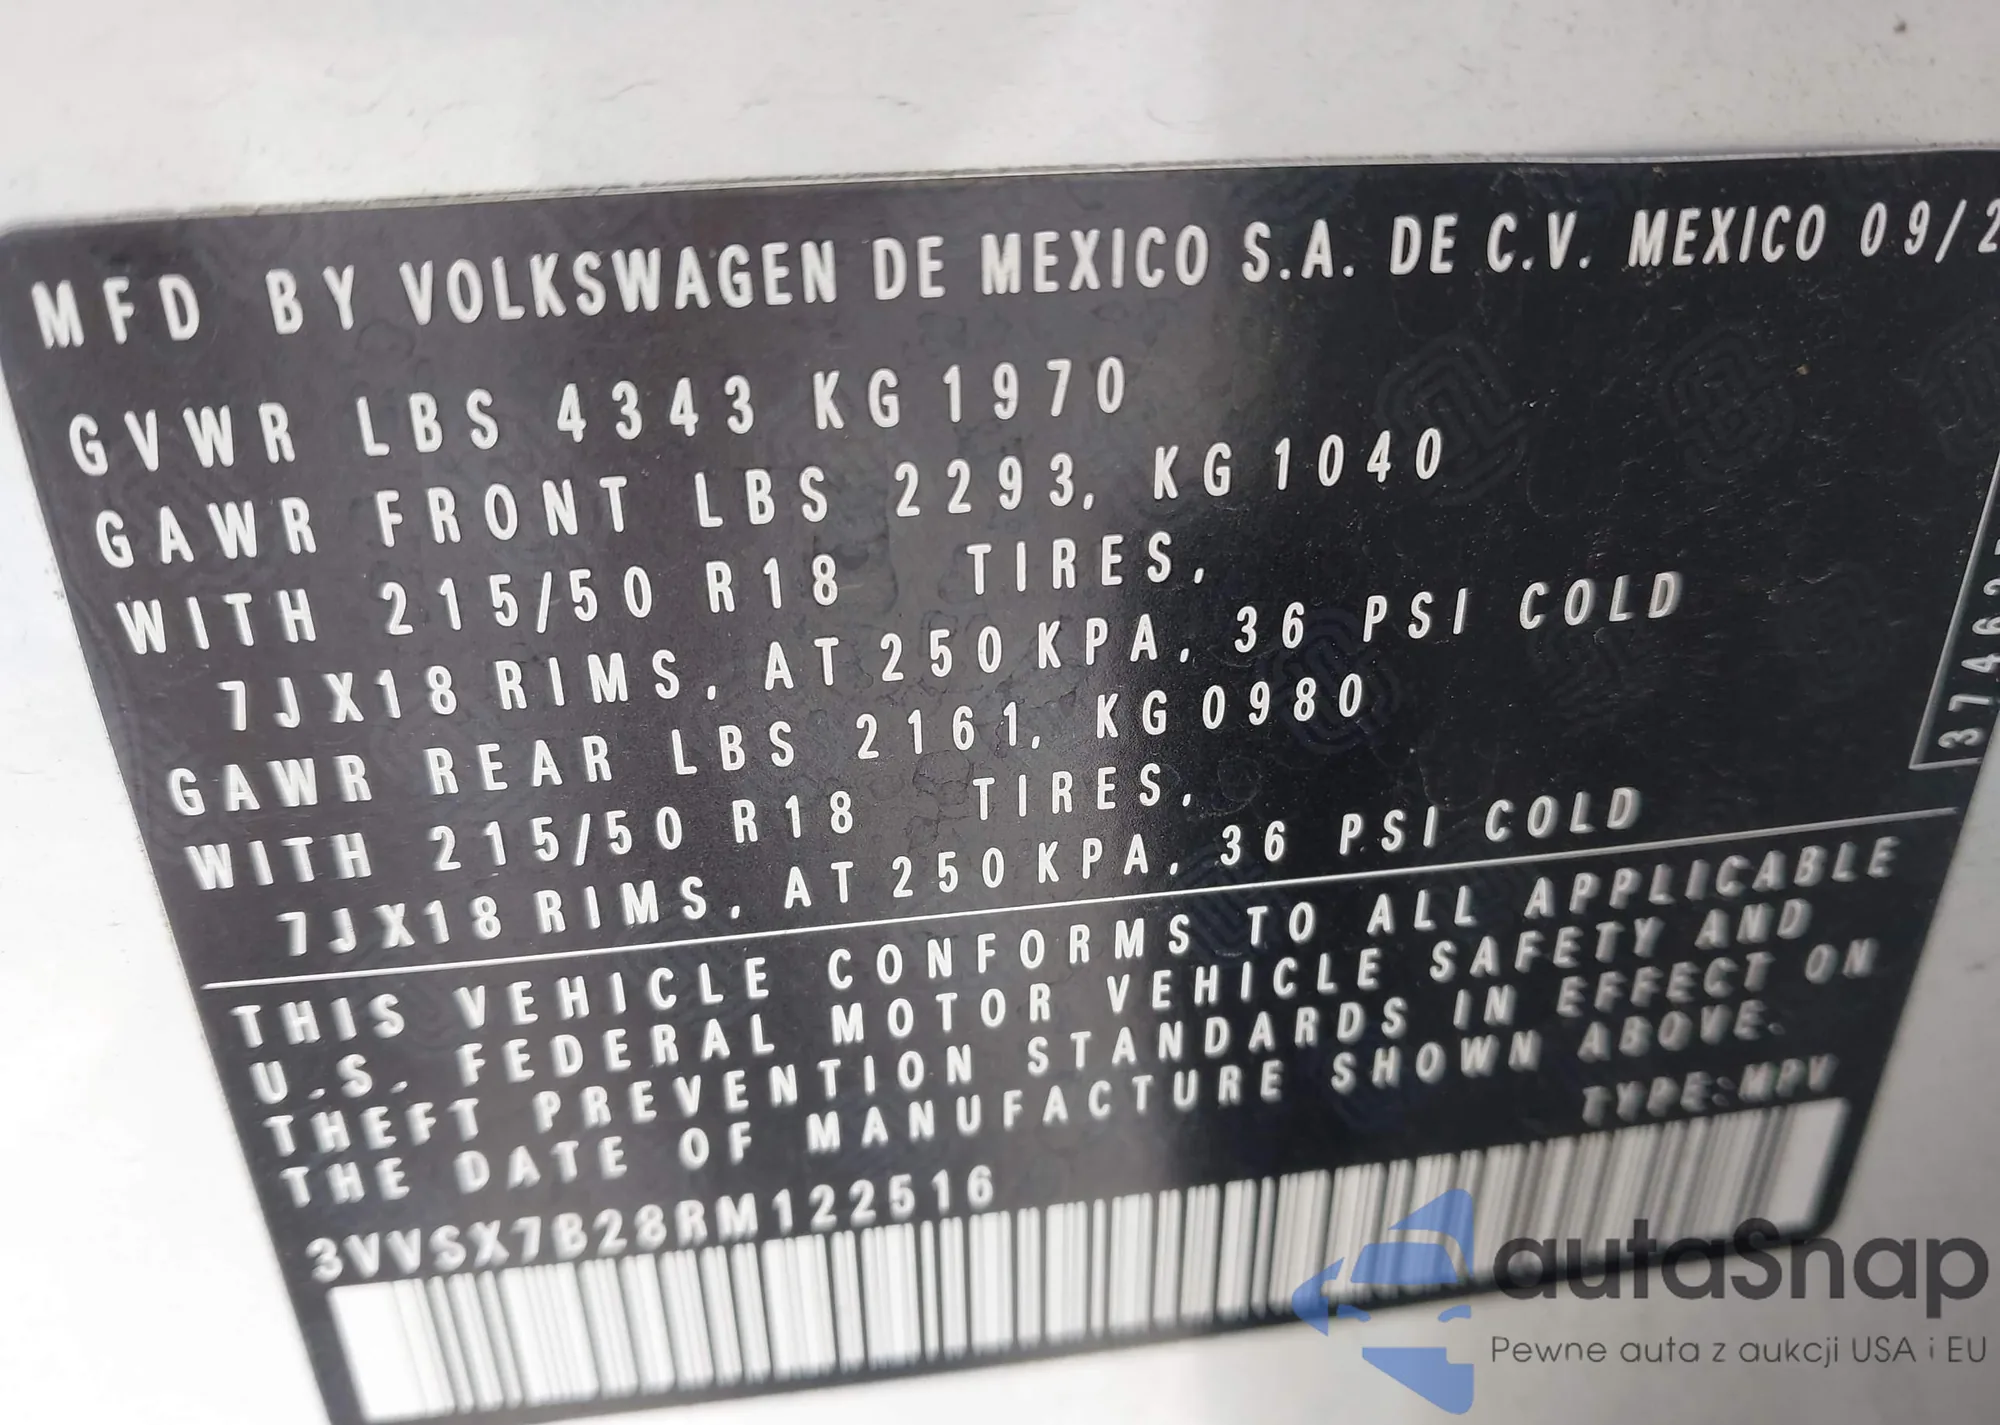 MFD BY VOLKSWAGEN DE MEXICO S.A. DE C.V. MEXICO 09/2
GVWR LBS 4343 KG 1970
GAWR FRONT LBS 2293, KG 1040
WITH 215/50 R18 TIRES,
7JX18 RIMS, AT 250 KPA, 36 PSI COLD
GAWR REAR LBS 2161, KG 0980
WITH 215/50 R18 TIRES,
7JX18 RIMS, AT 250 KPA, 36 PSI COLD
THIS VEHICLE CONFORMS TO ALL APPLICABLE
U.S. FEDERAL MOTOR VEHICLE SAFETY AND
THEFT PREVENTION STANDARDS IN EFFECT ON
THE DATE OF MANUFACTURE SHOWN ABOVE.
TYPE:MPV
3VVSX7B28RM122516
autaSnap
Pewne auta z aukcji USA i EU